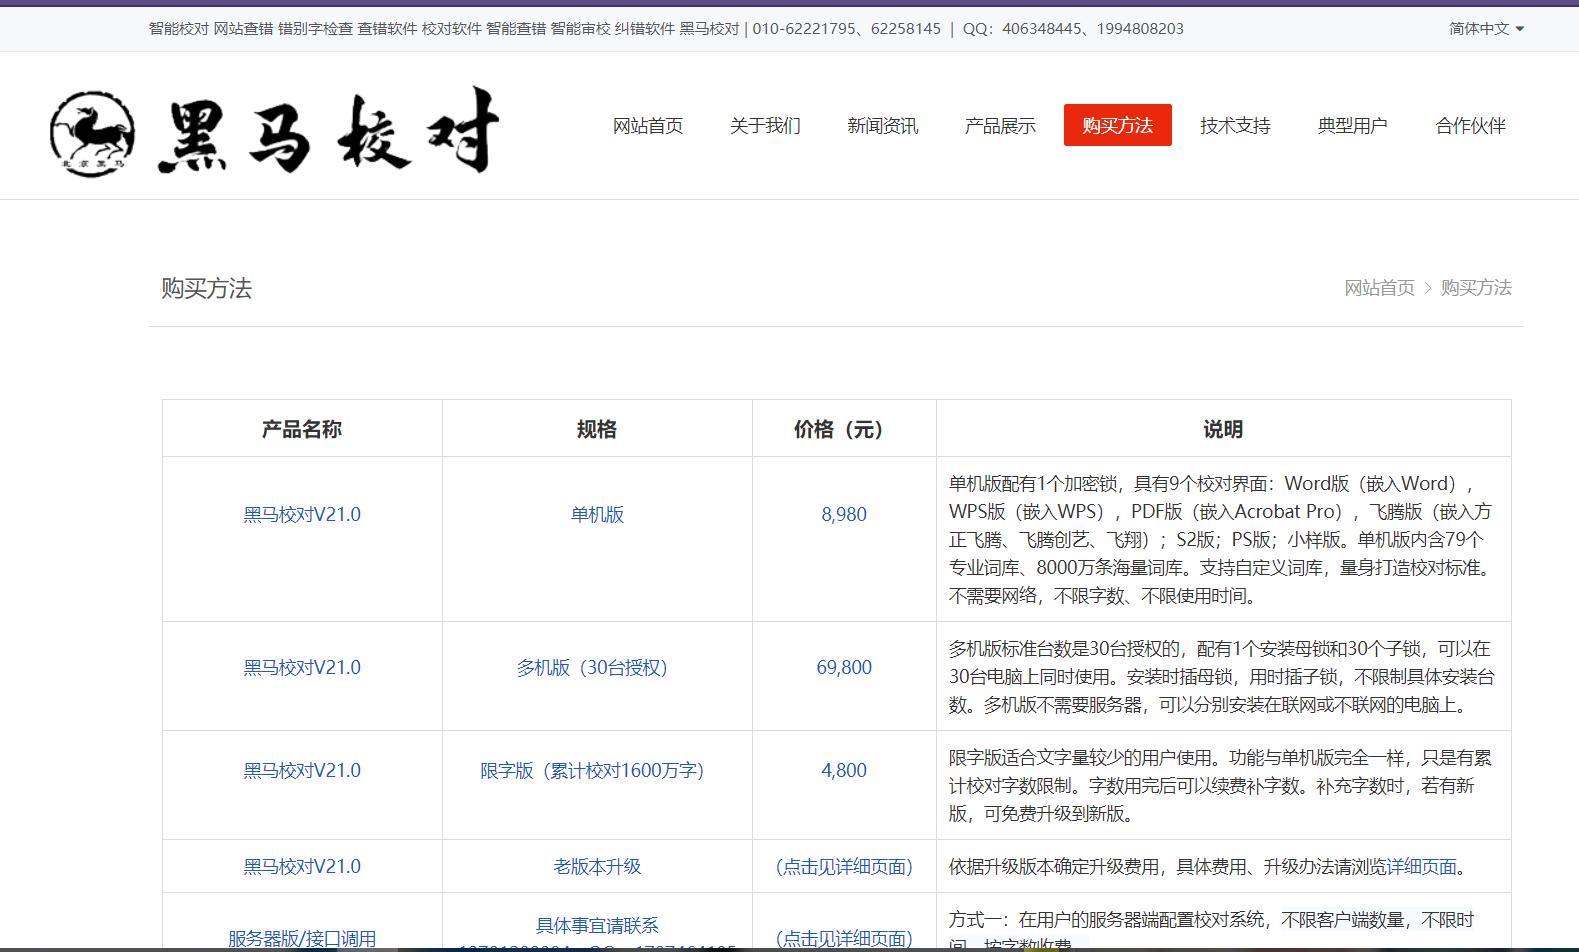 智能校对 网站查错 错别字检查 查错软件 校对软件 智能查错 智能审校 纠错软件 黑马校对 | 010-62221795、62258145 | QQ：406348445、1994808203
简体中文
北京黑马
黑马校对
网站首页 关于我们 新闻资讯 产品展示 购买方法 技术支持 典型用户 合作伙伴
购买方法
网站首页 > 购买方法
产品名称 规格 价格（元） 说明
黑马校对V21.0 单机版 8,980
单机版配有1个加密锁，具有9个校对界面：Word版（嵌入Word），
WPS版（嵌入WPS），PDF版（嵌入Acrobat Pro），飞腾版（嵌入方
正飞腾、飞腾创艺、飞翔）；S2版；PS版；小样版。单机版内含79个
专业词库、8000万条海量词库。支持自定义词库，量身打造校对标准。
不需要网络，不限字数、不限使用时间。
黑马校对V21.0 多机版（30台授权） 69,800
多机版标准台数是30台授权的，配有1个安装母锁和30个子锁，可以在
30台电脑上同时使用。安装时插母锁，用时插子锁，不限制具体安装台
数。多机版不需要服务器，可以分别安装在联网或不联网的电脑上。
黑马校对V21.0 限字版（累计校对1600万字） 4,800
限字版适合文字量较少的用户使用。功能与单机版完全一样，只是有累
计校对字数限制。字数用完后可以续费补字数。补充字数时，若有新
版，可免费升级到新版。
黑马校对V21.0 老版本升级 （点击见详细页面） 依据升级版本确定升级费用，具体费用、升级办法请浏览详细页面。
服务器版/接口调用 具体事宜请联系 （点击见详细页面）
方式一：在用户的服务器端配置校对系统，不限客户端数量，不限时
间，按字数收费